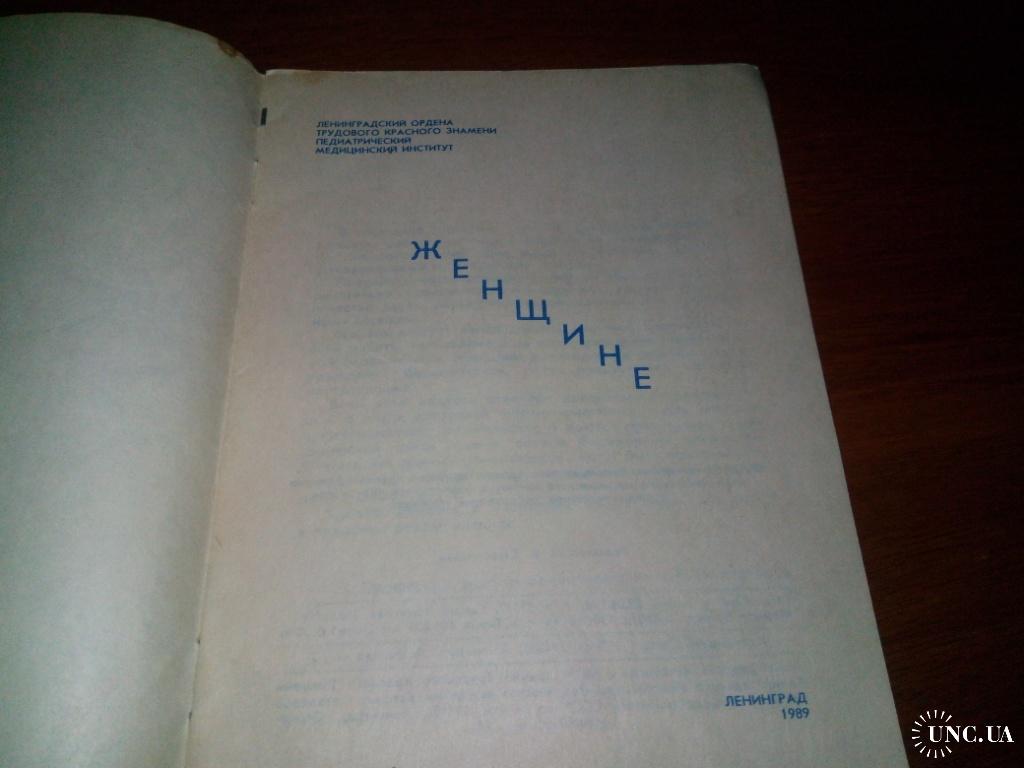 ЛЕНИНГРАДСКИЙ ОРДЕНА
ТРУДОВОГО КРАСНОГО ЗНАМЕНИ
ПЕДИАТРИЧЕСКИЙ
МЕДИЦИНСКИЙ ИНСТИТУТ
ЖЕНЩИНЕ
ЛЕНИНГРАД
1989
UNC.UA